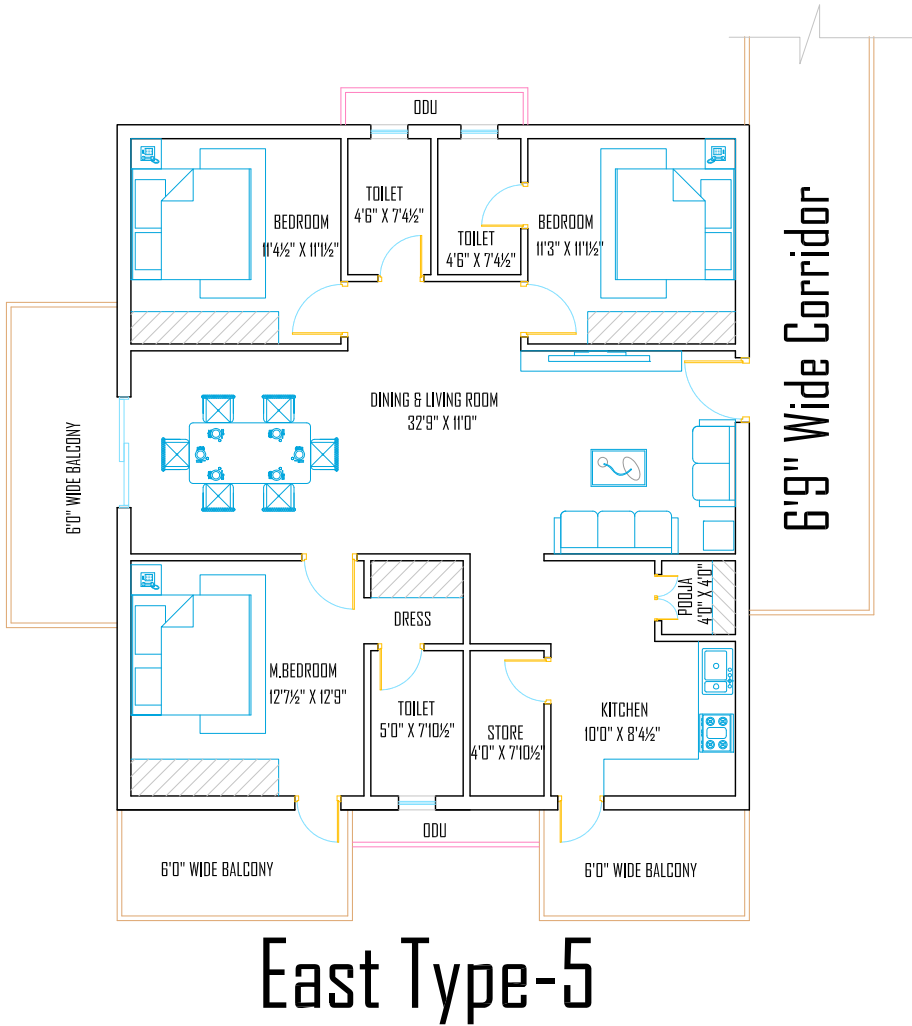 ODU
TOILET
4'6" X 7'4½"
BEDROOM
11'4½" X 11'1½"
TOILET
4'6" X 7'4½"
BEDROOM
11'3" X 11'1½"
6'9" Wide Corridor
DINING & LIVING ROOM
32'9" X 11'0"
6'0" WIDE BALCONY
POOJA
4'0" X 4'0"
DRESS
M.BEDROOM
12'7½" X 12'9"
TOILET
5'0" X 7'10½"
STORE
4'0" X 7'10½"
KITCHEN
10'0" X 8'4½"
ODU
6'0" WIDE BALCONY
6'0" WIDE BALCONY
East Type-5